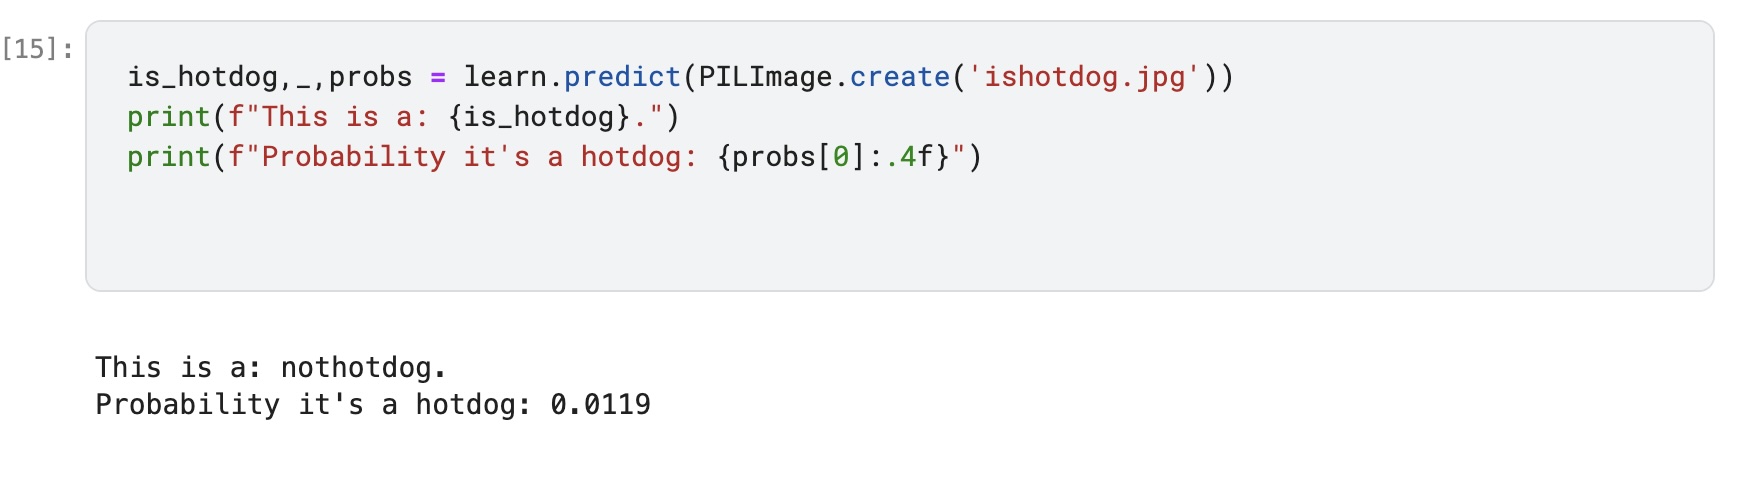 [15]:
is_hotdog,_,probs = learn.predict(PILImage.create('ishotdog.jpg'))
print(f"This is a: {is_hotdog}.")
print(f"Probability it's a hotdog: {probs[0]:.4f}")
This is a: nothotdog.
Probability it's a hotdog: 0.0119